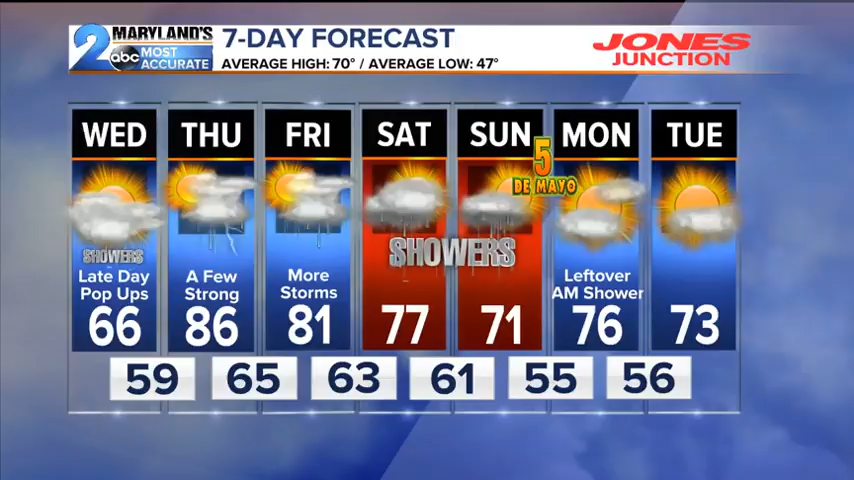 2 MARYLAND'S
abc MOST
ACCURATE
7-DAY FORECAST
AVERAGE HIGH: 70° / AVERAGE LOW: 47°
JONES
JUNCTION
WED THU FRI SAT SUN MON TUE
5
DE MAYO
SHOWERS
SHOWERS
Late Day
Pop Ups
A Few
Strong
More
Storms
Leftover
AM Shower
66 86 81 77 71 76 73
59 65 63 61 55 56